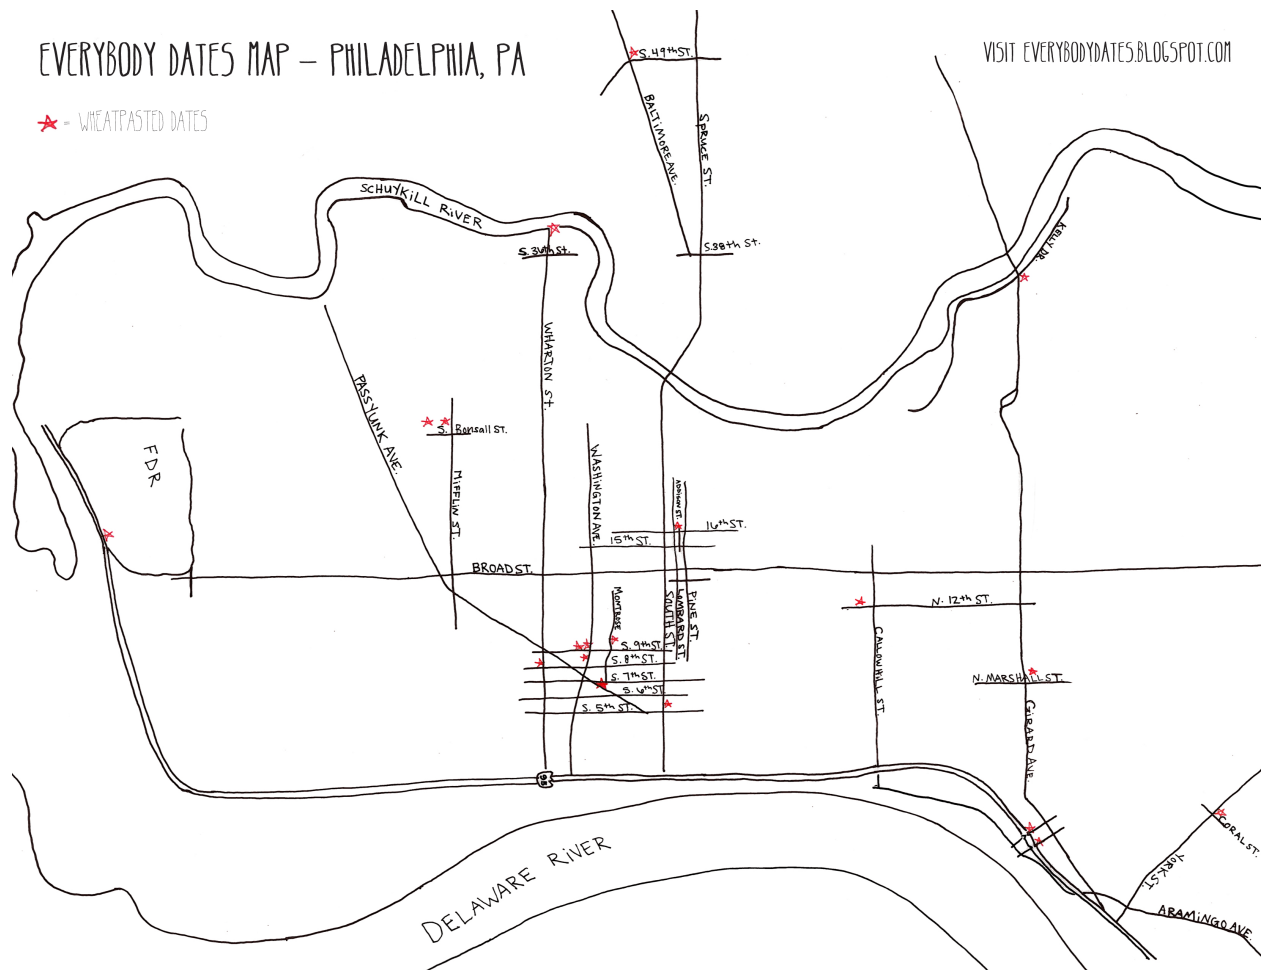 EVERYBODY DATES MAP – PHILADELPHIA, PA
VISIT EVERYBODYDATES.BLOGSPOT.COM
= WHEATPASTED DATES
S. 49th ST.
BALTIMORE AVE.
SPRUCE ST.
SCHUYKILL RIVER
S. 36th St.
S. 38th St.
KELLY DR.
WHARTON St.
PASSYUNK AVE.
S. Bonsall ST.
FDR
MIFFLIN ST.
WASHINGTON AVE.
ADDISON ST.
16th ST.
15th ST.
BROAD ST.
MONTROSE
SOUTH ST.
LOMBARD ST.
PINE ST.
N. 12th ST.
CALLOWHILL ST.
S. 9th ST.
S. 8th ST.
S. 7th ST.
S. 6th ST.
S. 5th ST.
N. MARSHALL ST.
GIRARD AVE.
95
CORAL ST.
YORK ST.
ARAMINGO AVE.
DELAWARE RIVER